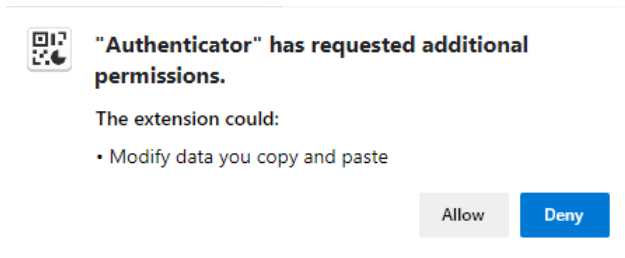 "Authenticator" has requested additional
permissions.
The extension could:
• Modify data you copy and paste
Allow Deny